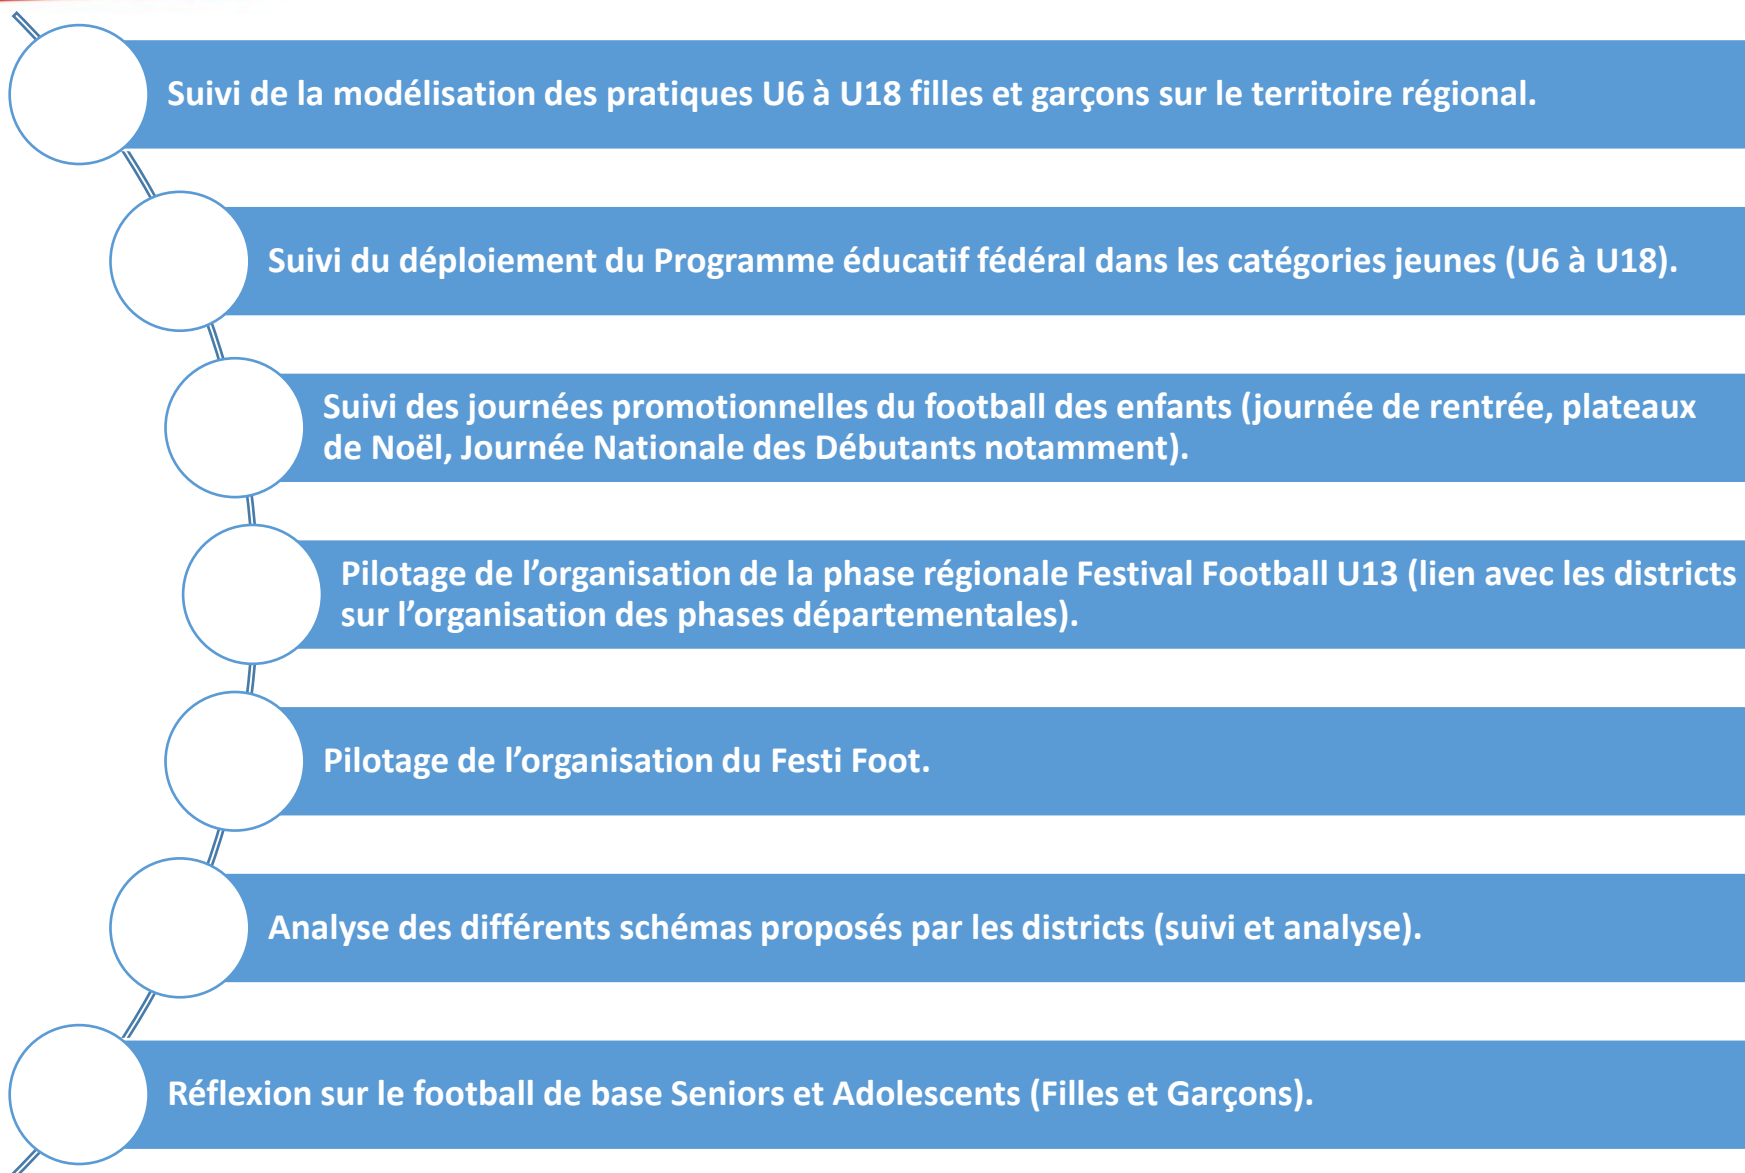 Suivi de la modélisation des pratiques U6 à U18 filles et garçons sur le territoire régional.
Suivi du déploiement du Programme éducatif fédéral dans les catégories jeunes (U6 à U18).
Suivi des journées promotionnelles du football des enfants (journée de rentrée, plateaux
de Noël, Journée Nationale des Débutants notamment).
Pilotage de l’organisation de la phase régionale Festival Football U13 (lien avec les districts
sur l’organisation des phases départementales).
Pilotage de l’organisation du Festi Foot.
Analyse des différents schémas proposés par les districts (suivi et analyse).
Réflexion sur le football de base Seniors et Adolescents (Filles et Garçons).